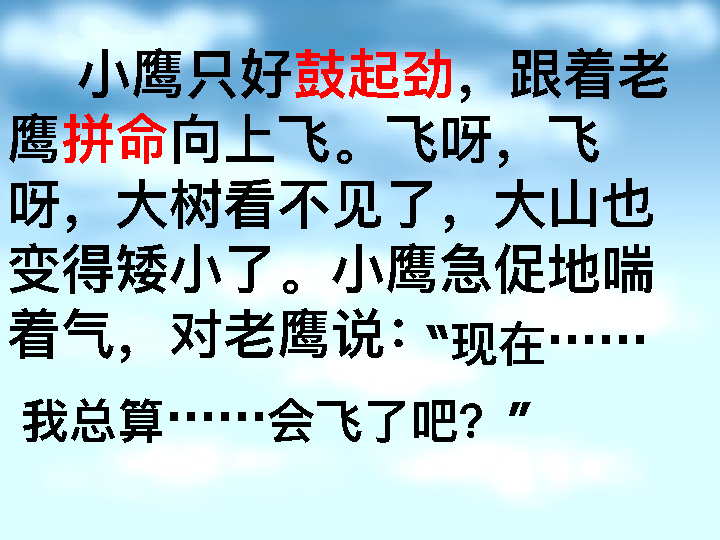 小鹰只好鼓起劲，跟着老
鹰拼命向上飞。飞呀，飞
呀，大树看不见了，大山也
变得矮小了。小鹰急促地喘
着气，对老鹰说：“现在……
我总算……会飞了吧？”